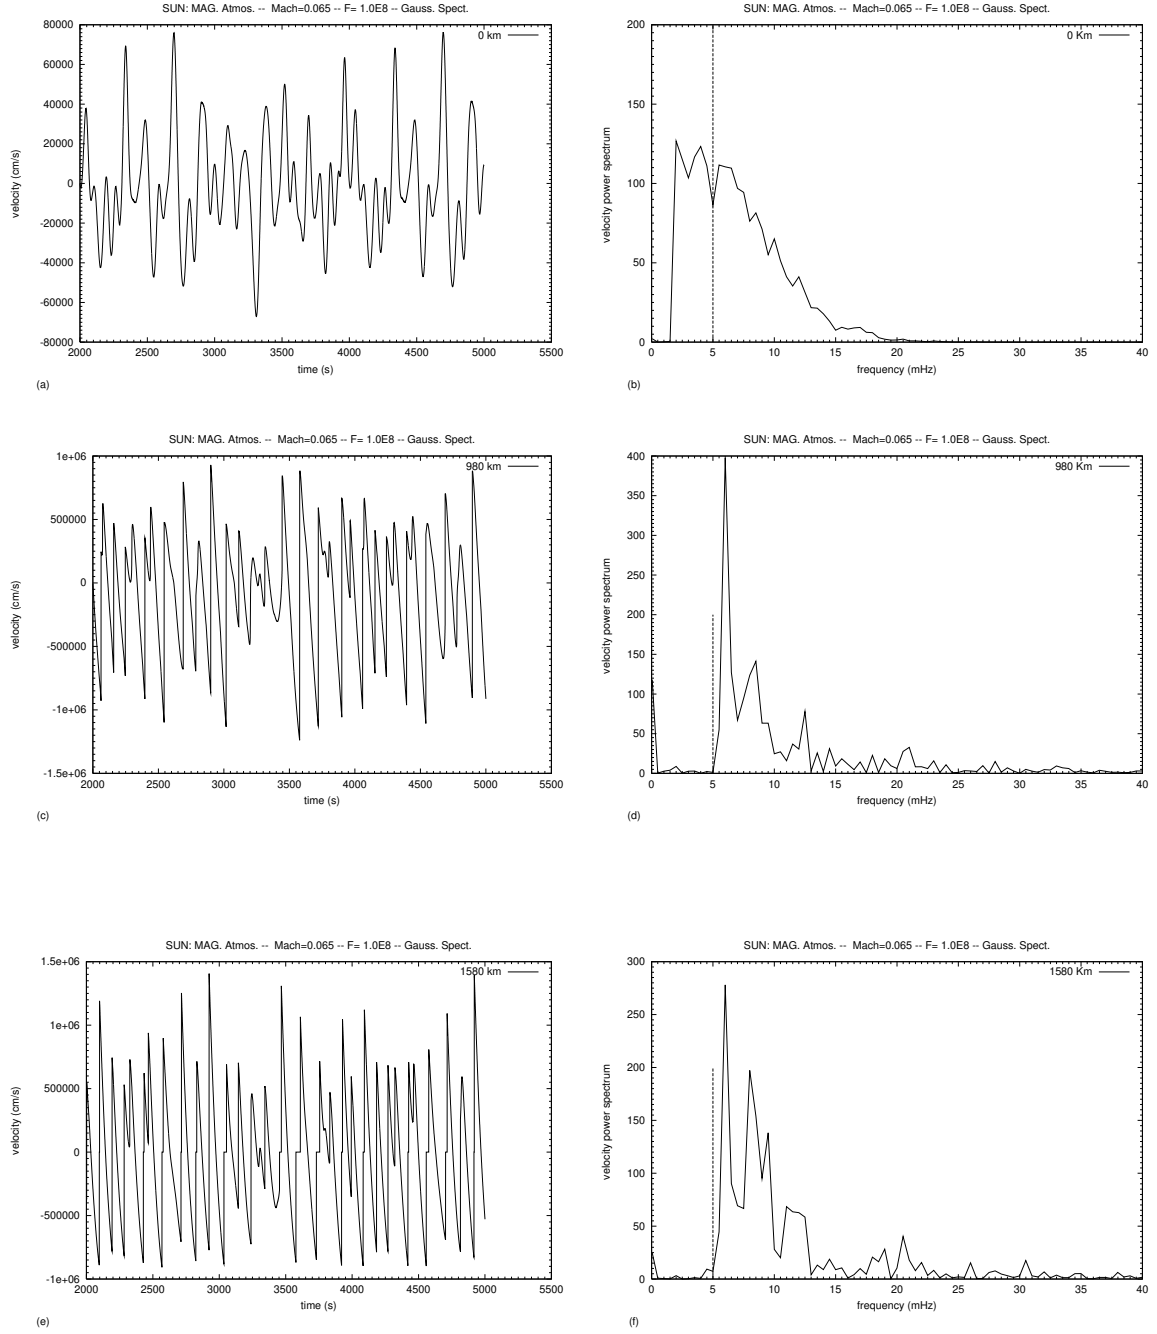 SUN: MAG. Atmos. -- Mach=0.065 -- F= 1.0E8 -- Gauss. Spect.
0 km
velocity (cm/s)
80000
60000
40000
20000
0
-20000
-40000
-60000
-80000
2000 2500 3000 3500 4000 4500 5000 5500
time (s)
(a)
SUN: MAG. Atmos. -- Mach=0.065 -- F= 1.0E8 -- Gauss. Spect.
0 Km
velocity power spectrum
200
150
100
50
0
0 5 10 15 20 25 30 35 40
frequency (mHz)
(b)
SUN: MAG. Atmos. -- Mach=0.065 -- F= 1.0E8 -- Gauss. Spect.
980 km
velocity (cm/s)
1e+06
500000
0
-500000
-1e+06
-1.5e+06
2000 2500 3000 3500 4000 4500 5000 5500
time (s)
(c)
SUN: MAG. Atmos. -- Mach=0.065 -- F= 1.0E8 -- Gauss. Spect.
980 Km
velocity power spectrum
400
350
300
250
200
150
100
50
0
0 5 10 15 20 25 30 35 40
frequency (mHz)
(d)
SUN: MAG. Atmos. -- Mach=0.065 -- F= 1.0E8 -- Gauss. Spect.
1580 km
velocity (cm/s)
1.5e+06
1e+06
500000
0
-500000
-1e+06
2000 2500 3000 3500 4000 4500 5000 5500
time (s)
(e)
SUN: MAG. Atmos. -- Mach=0.065 -- F= 1.0E8 -- Gauss. Spect.
1580 Km
velocity power spectrum
300
250
200
150
100
50
0
0 5 10 15 20 25 30 35 40
frequency (mHz)
(f)